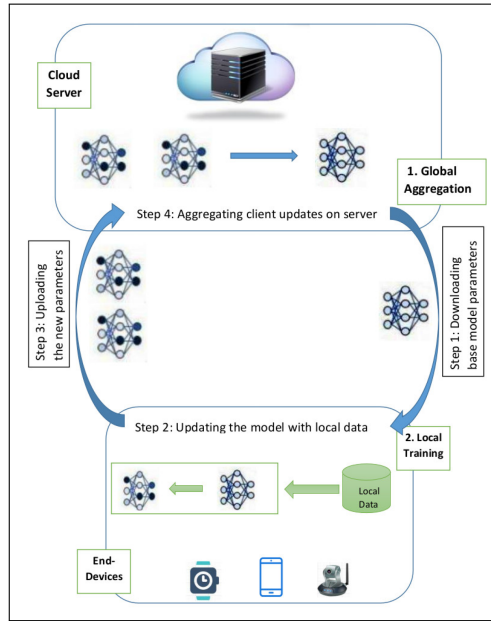 Cloud
Server
1. Global
Aggregation
Step 4: Aggregating client updates on server
Step 3: Uploading
the new parameters
Step 1: Downloading
base model parameters
Step 2: Updating the model with local data
2. Local
Training
Local
Data
End-
Devices